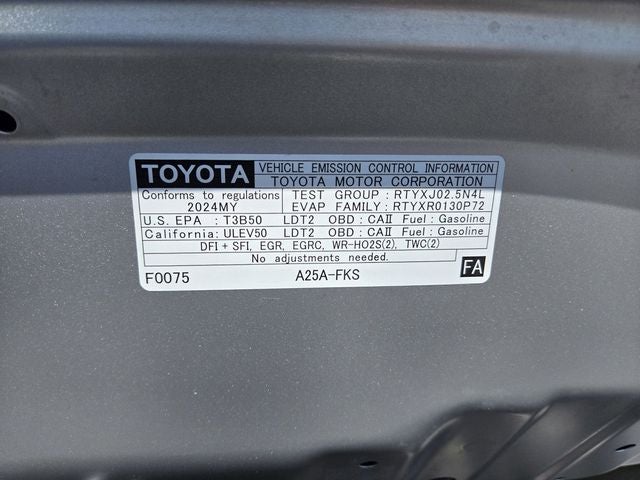 TOYOTA VEHICLE EMISSION CONTROL INFORMATION
TOYOTA MOTOR CORPORATION
Conforms to regulations TEST GROUP : RTYXJ02.5N4L
2024MY EVAP FAMILY : RTYXR0130P72
U.S. EPA : T3B50 LDT2 OBD : CAⅡ Fuel : Gasoline
California: ULEV50 LDT2 OBD : CAⅡ Fuel : Gasoline
DFI + SFI, EGR, EGRC, WR-HO2S(2), TWC(2)
No adjustments needed.
F0075 A25A-FKS FA